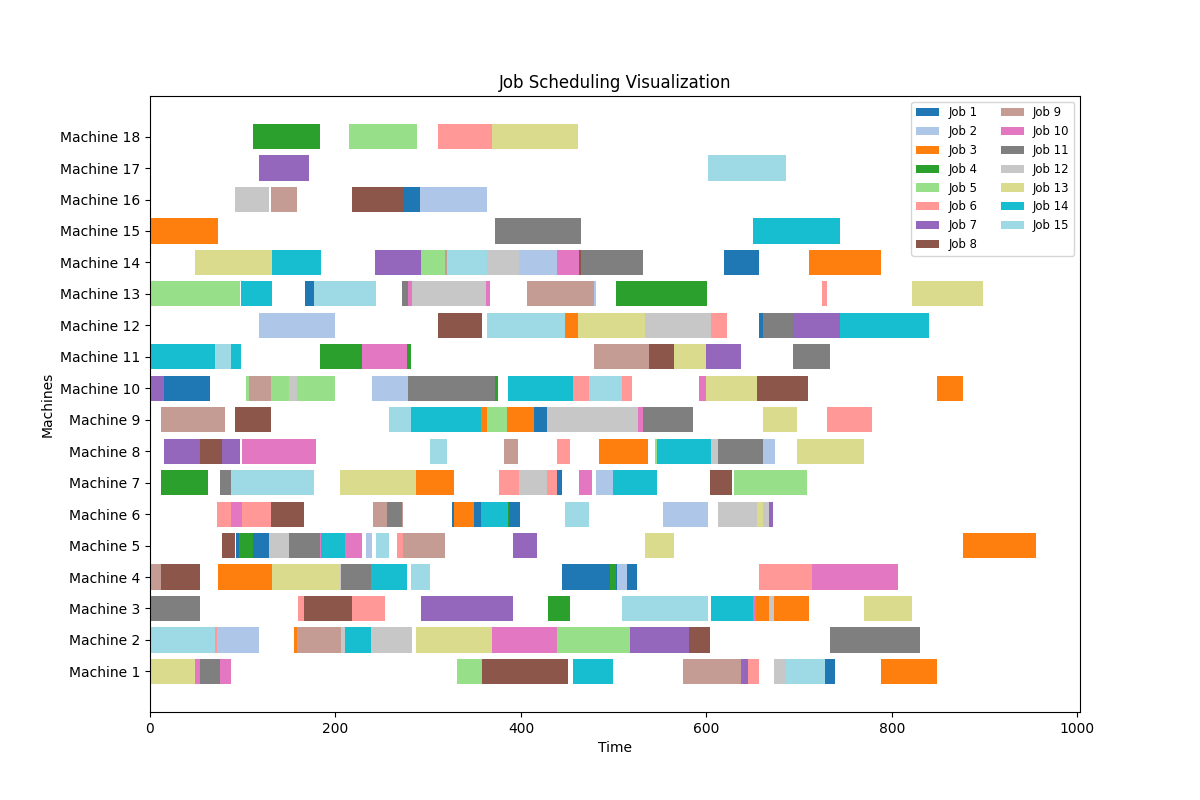 Job Scheduling Visualization
Machines
Machine 18
Machine 17
Machine 16
Machine 15
Machine 14
Machine 13
Machine 12
Machine 11
Machine 10
Machine 9
Machine 8
Machine 7
Machine 6
Machine 5
Machine 4
Machine 3
Machine 2
Machine 1
Job 1
Job 2
Job 3
Job 4
Job 5
Job 6
Job 7
Job 8
Job 9
Job 10
Job 11
Job 12
Job 13
Job 14
Job 15
0 200 400 600 800 1000
Time